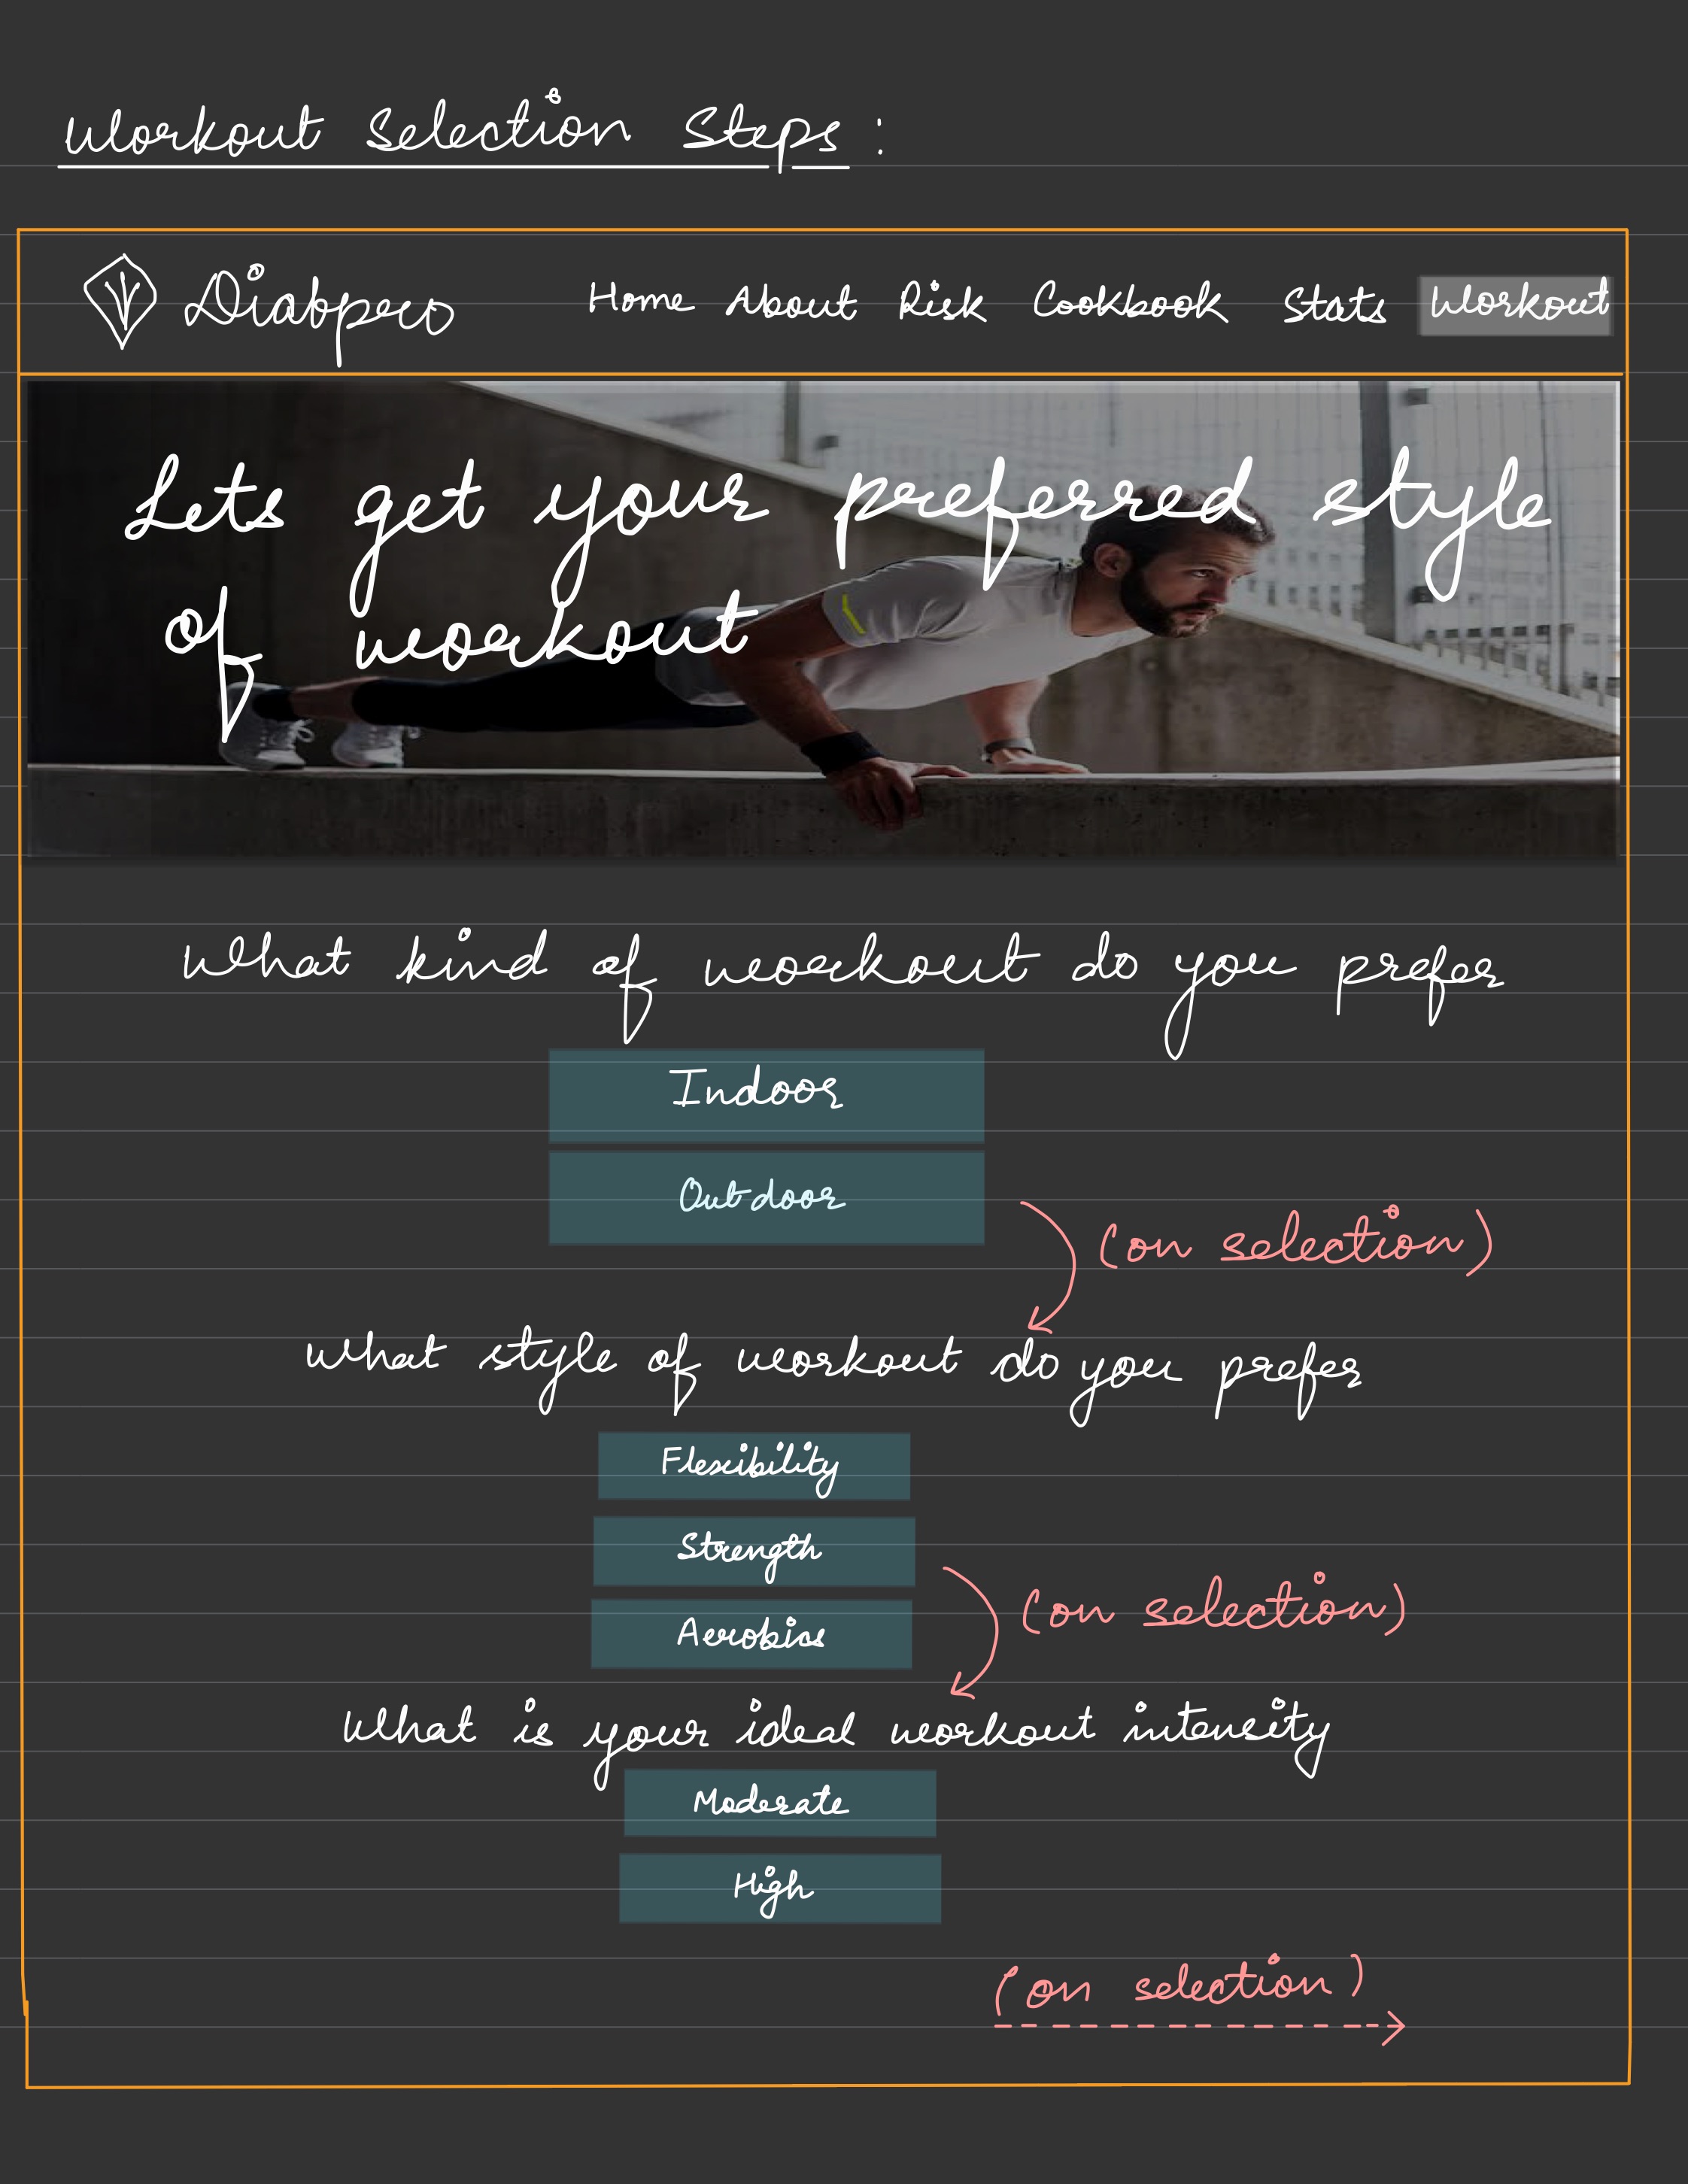 Workout Selection Steps :
Diabpro
Home About Risk Cookbook Stats Workout
Lets get your preferred style
of workout
What kind of workout do you prefer
Indoor
Outdoor
(on selection)
What style of workout do you prefer
Flexibility
Strength
(on selection)
Aerobics
What is your ideal workout intensity
Moderate
High
(on selection)